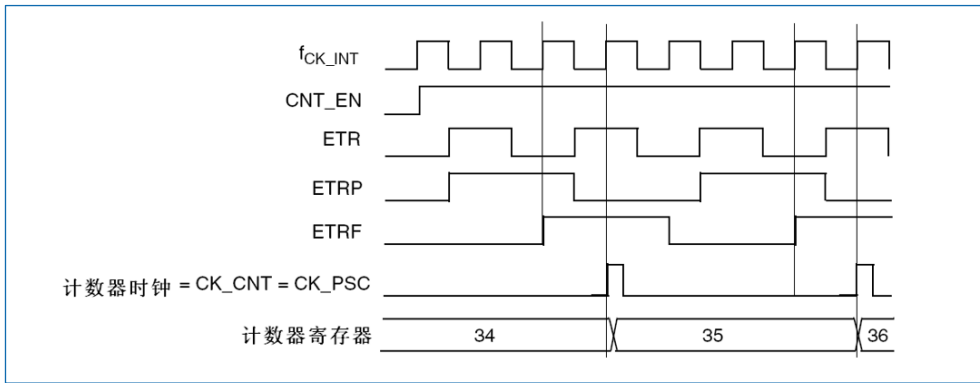 fCK_INT
CNT_EN
ETR
ETRP
ETRF
计数器时钟 = CK_CNT = CK_PSC
计数器寄存器 34 35 36